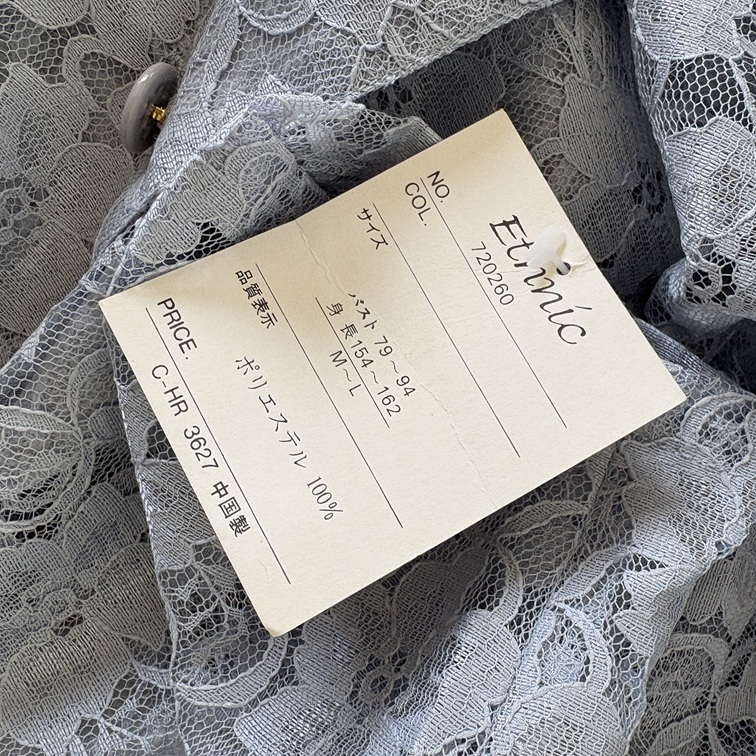 Ethnic
NO. 720260
COL.
サイズ
バスト 79～94
身 長 154～162
M～L
品質表示
ポリエステル 100%
PRICE.
C-HR 3627 中国製